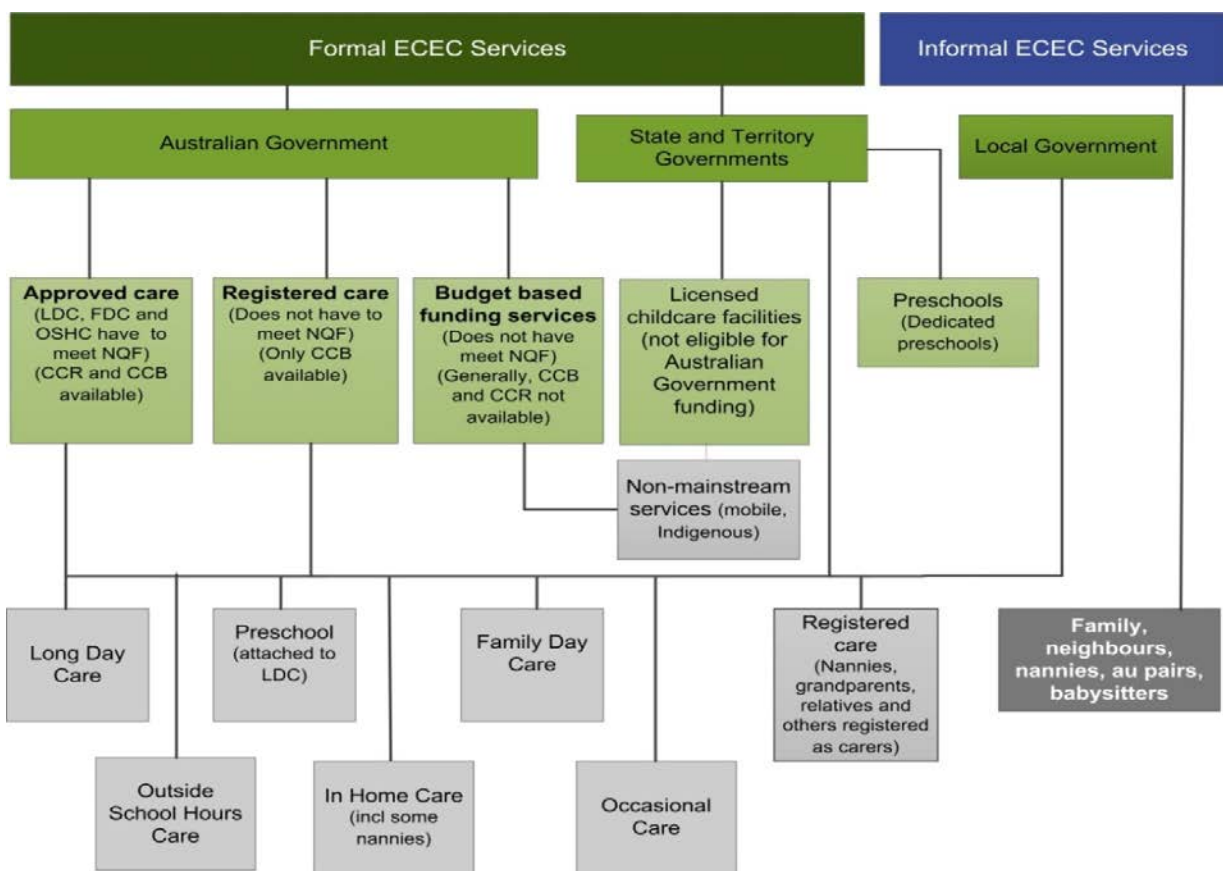 Formal ECEC Services
Informal ECEC Services
Australian Government
State and Territory
Governments
Local Government
Approved care
(LDC, FDC and
OSHC have to
meet NQF)
(CCR and CCB
available)
Registered care
(Does not have to
meet NQF)
(Only CCB
available)
Budget based
funding services
(Does not have
meet NQF)
(Generally, CCB
and CCR not
available)
Licensed
childcare facilities
(not eligible for
Australian
Government
funding)
Preschools
(Dedicated
preschools)
Non-mainstream
services (mobile,
Indigenous)
Long Day
Care
Preschool
(attached to
LDC)
Family Day
Care
Registered
care
(Nannies,
grandparents,
relatives and
others registered
as carers)
Family,
neighbours,
nannies, au pairs,
babysitters
Outside
School Hours
Care
In Home Care
(incl some
nannies)
Occasional
Care